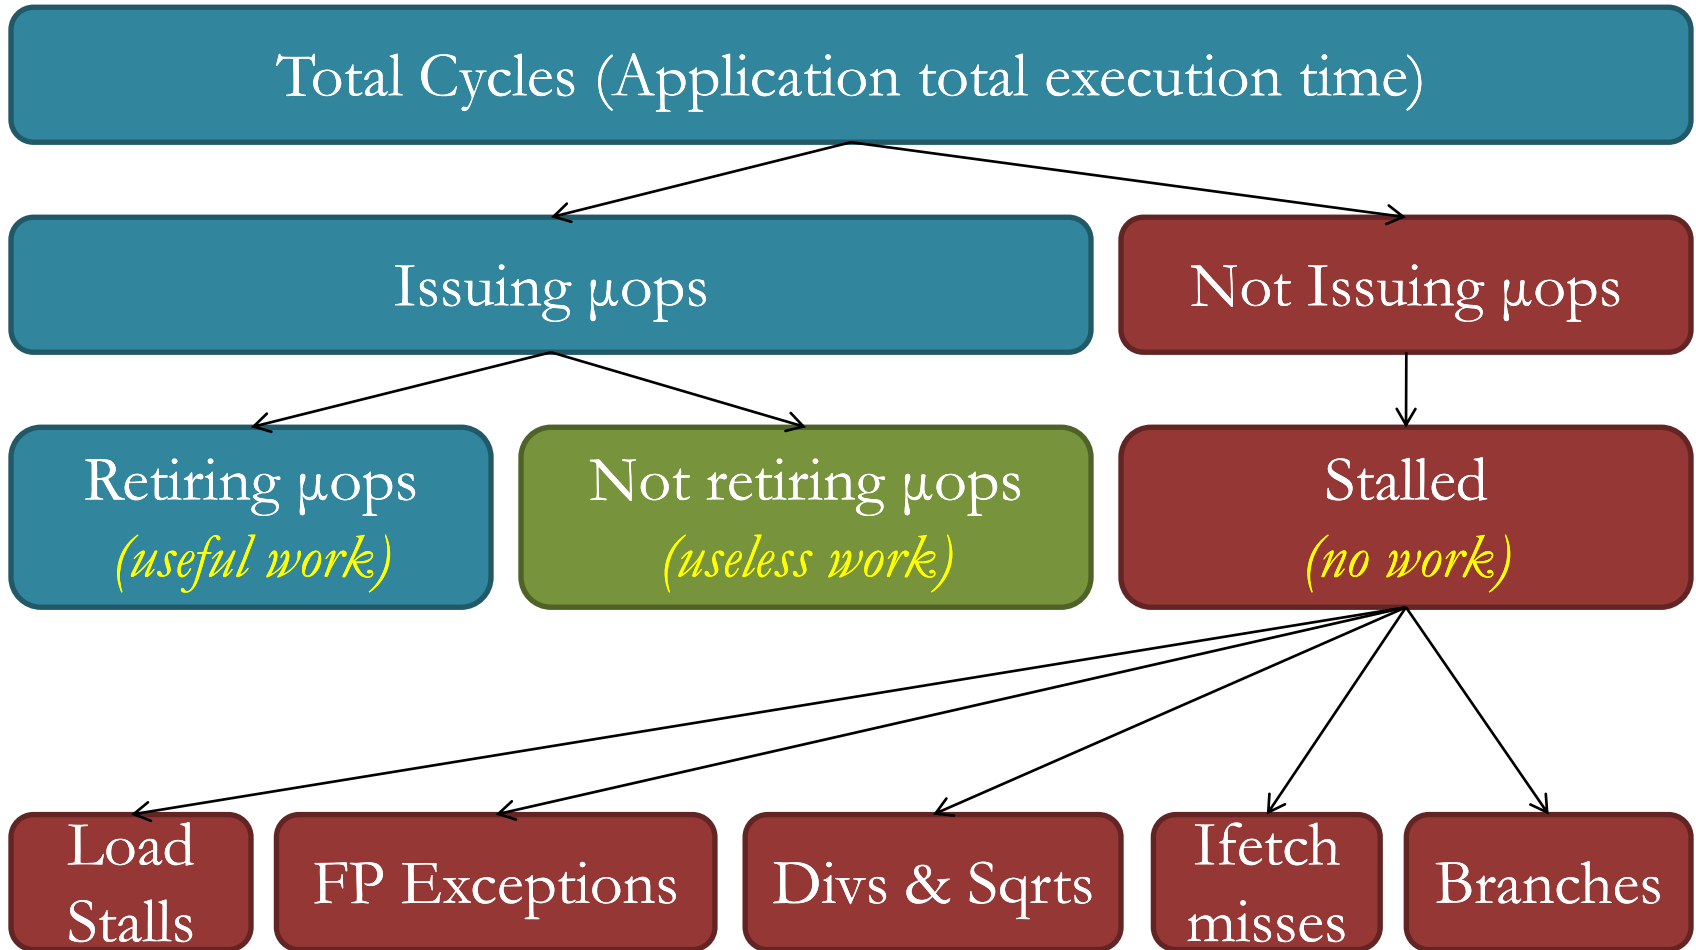 Total Cycles (Application total execution time)
Issuing μops
Not Issuing μops
Retiring μops
(useful work)
Not retiring μops
(useless work)
Stalled
(no work)
Load
Stalls
FP Exceptions
Divs & Sqrts
Ifetch
misses
Branches